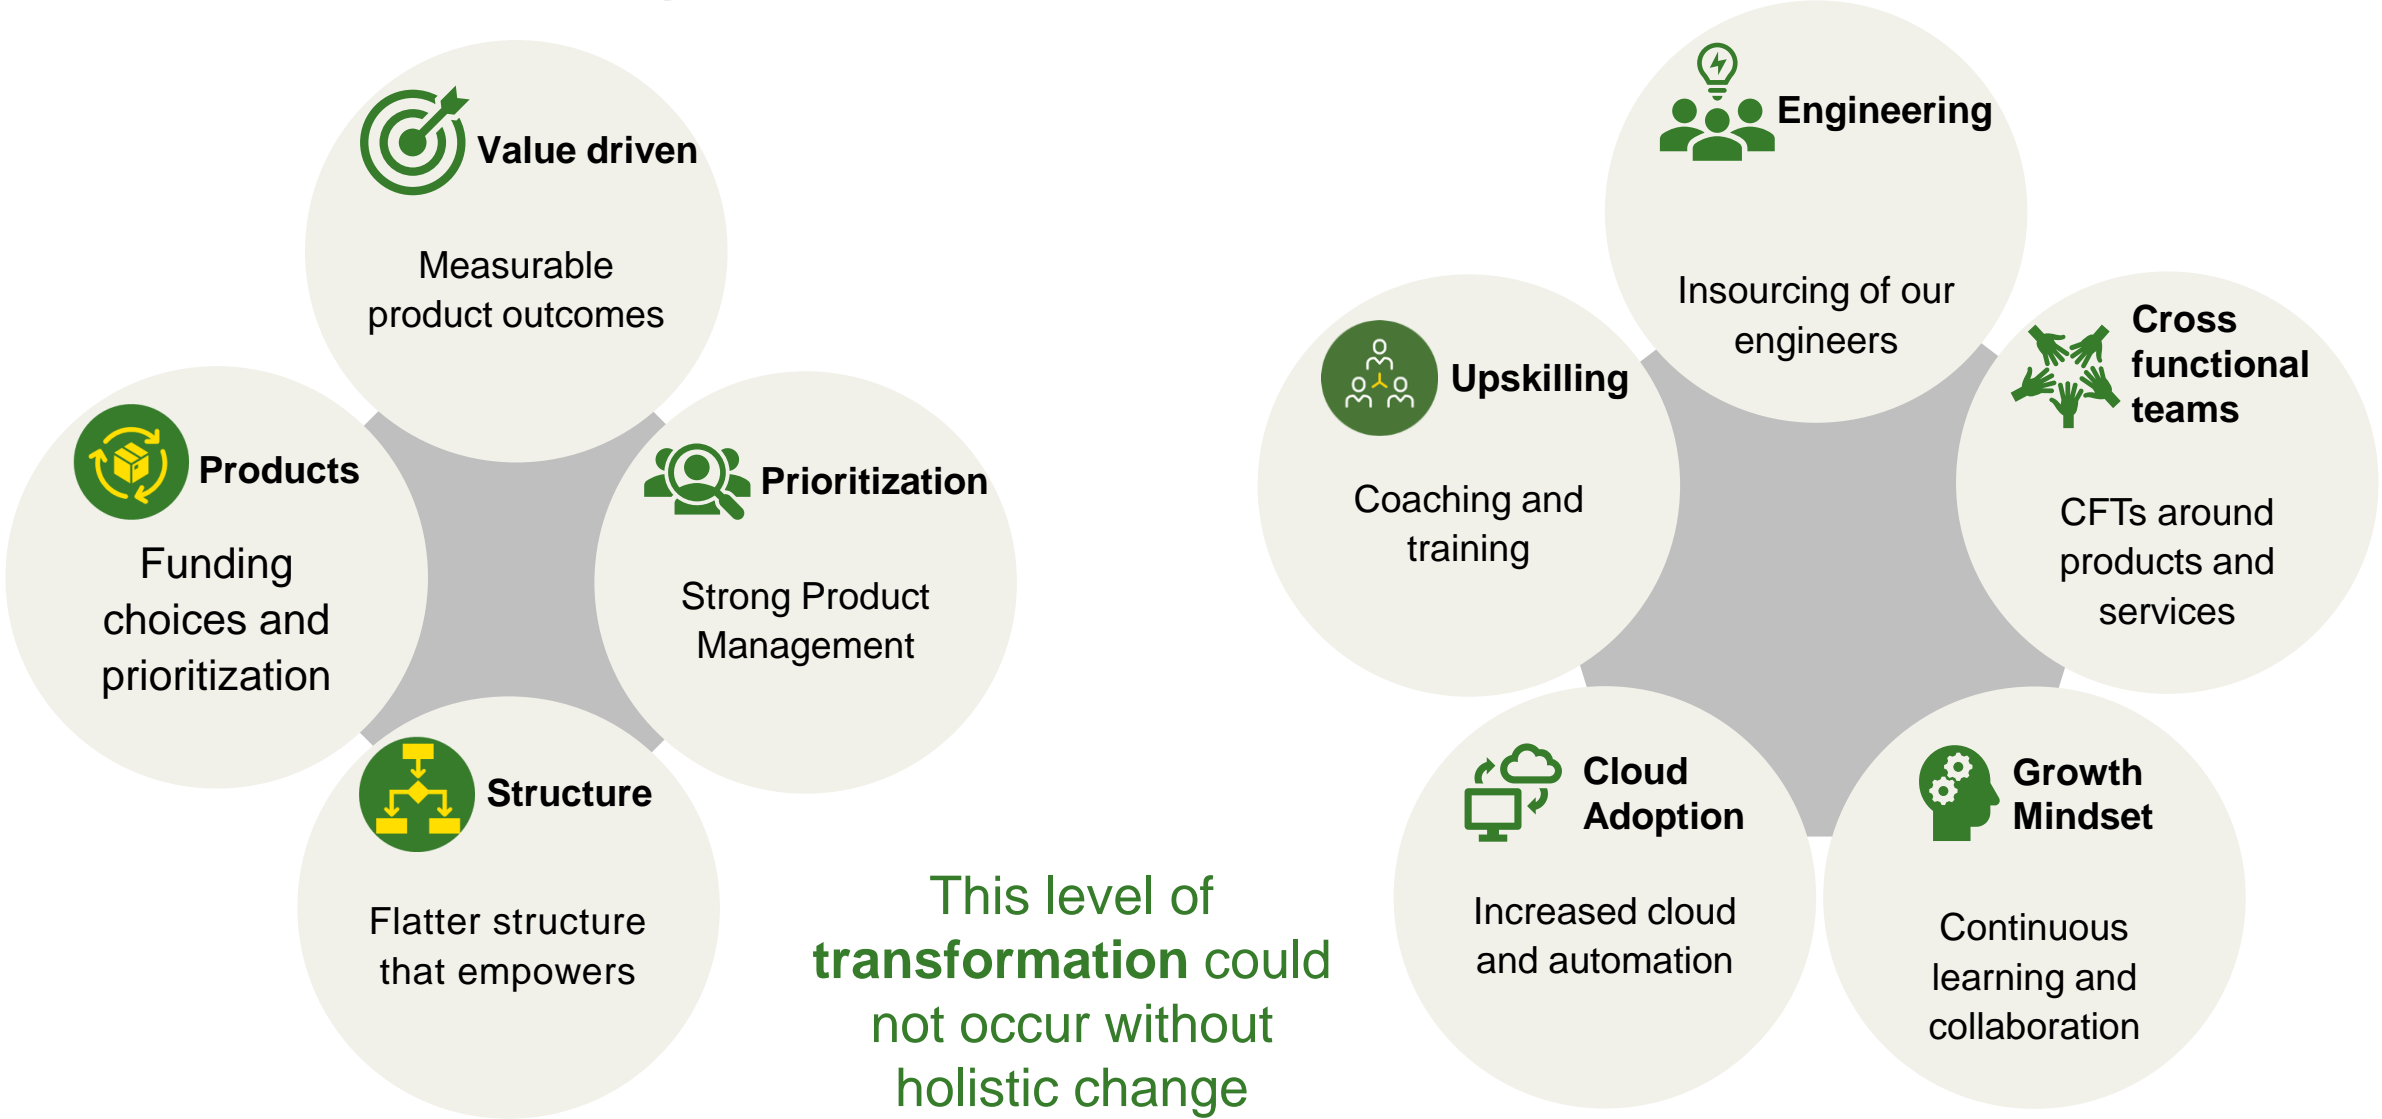 Value driven
Measurable
product outcomes
Products
Funding
choices and
prioritization
Prioritization
Strong Product
Management
Structure
Flatter structure
that empowers
This level of
transformation could
not occur without
holistic change
Engineering
Insourcing of our
engineers
Upskilling
Coaching and
training
Cross
functional
teams
CFTs around
products and
services
Cloud
Adoption
Increased cloud
and automation
Growth
Mindset
Continuous
learning and
collaboration